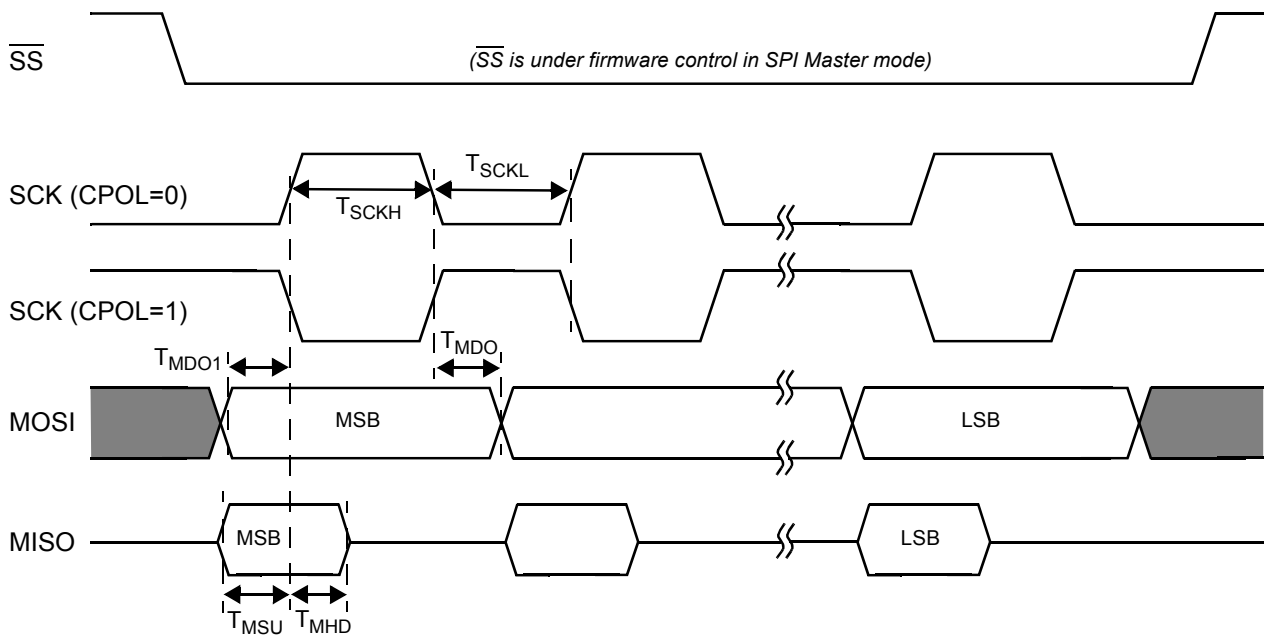 SS
(SS is under firmware control in SPI Master mode)
SCK (CPOL=0)
TSCKH
TSCKL
SCK (CPOL=1)
TMDO1
TMDO
MOSI
MSB
LSB
MISO
MSB
LSB
TMSU
TMHD